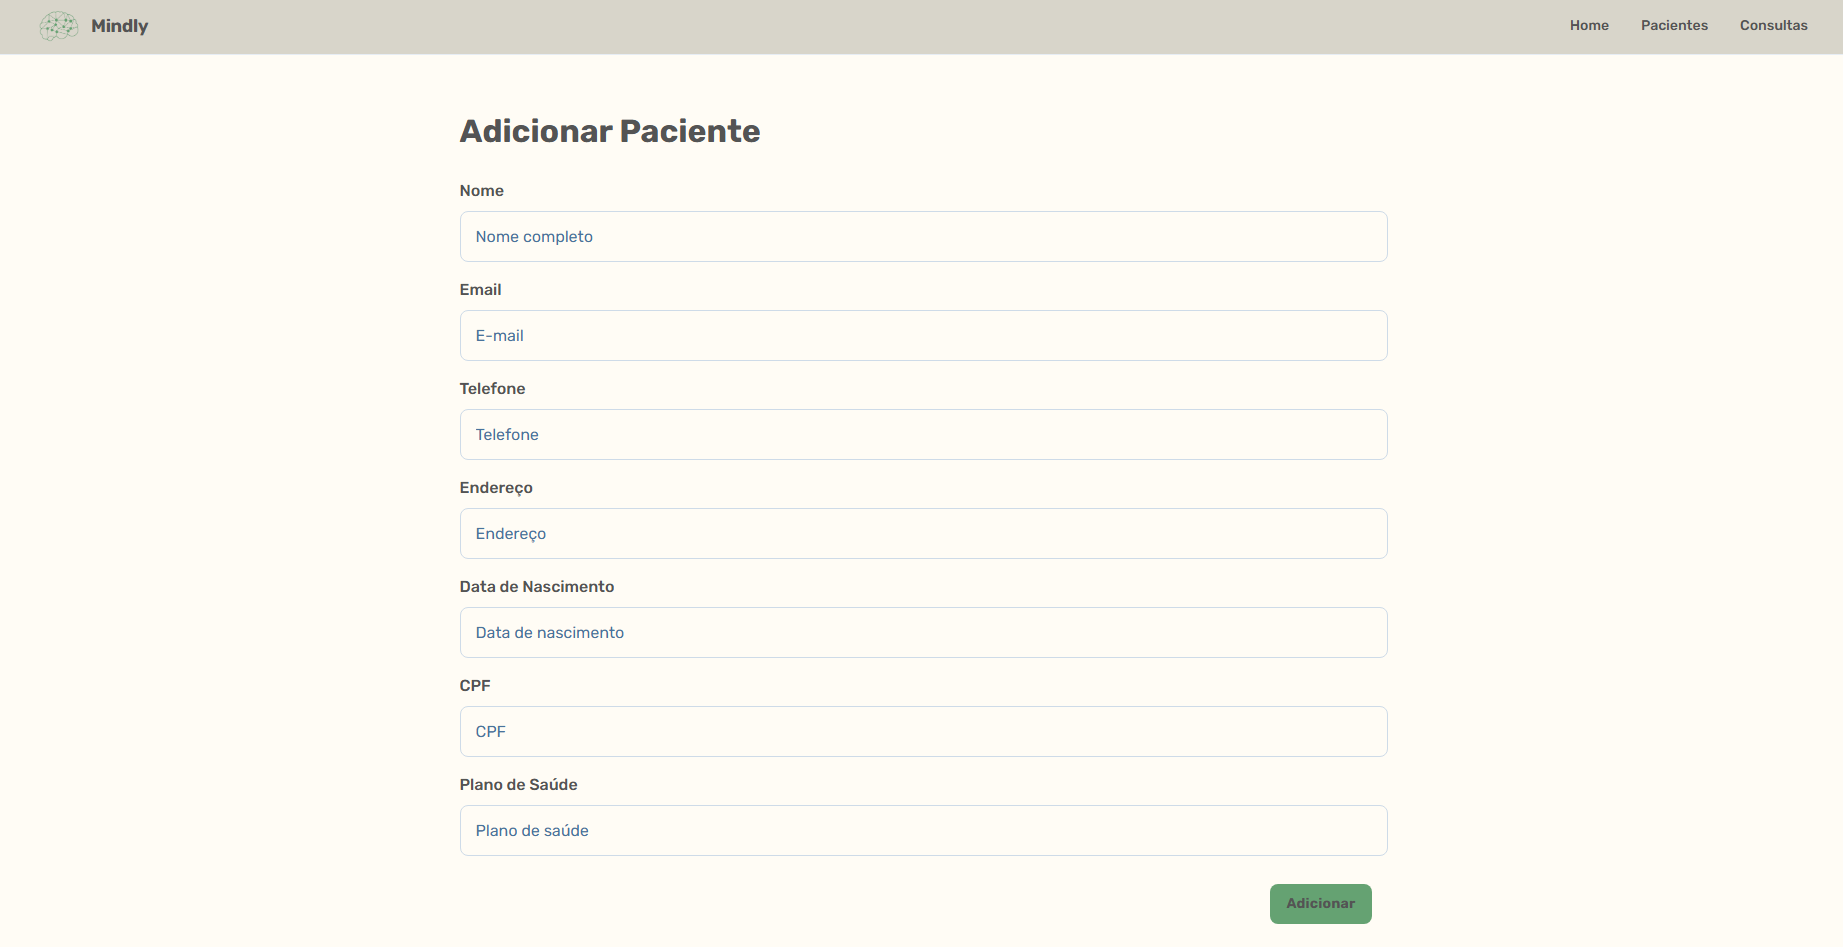 Mindly
Home Pacientes Consultas
Adicionar Paciente
Nome
Nome completo
Email
E-mail
Telefone
Telefone
Endereço
Endereço
Data de Nascimento
Data de nascimento
CPF
CPF
Plano de Saúde
Plano de saúde
Adicionar